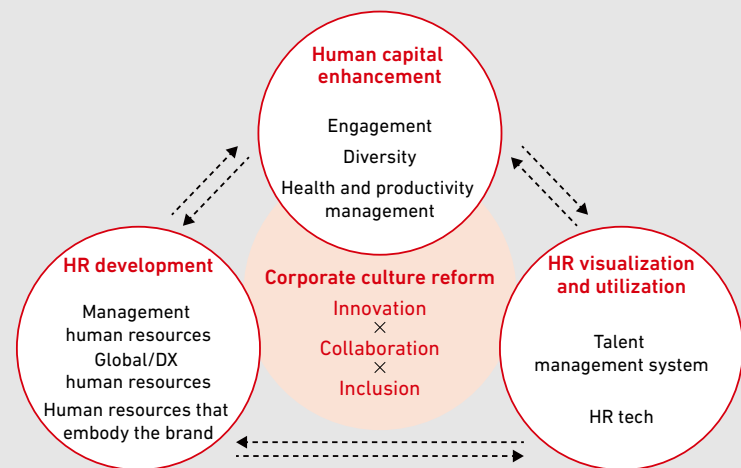 Human capital
enhancement
Engagement
Diversity
Health and productivity
management
HR development
Management
human resources
Global/DX
human resources
Human resources that
embody the brand
Corporate culture reform
Innovation
×
Collaboration
×
Inclusion
HR visualization
and utilization
Talent
management system
HR tech